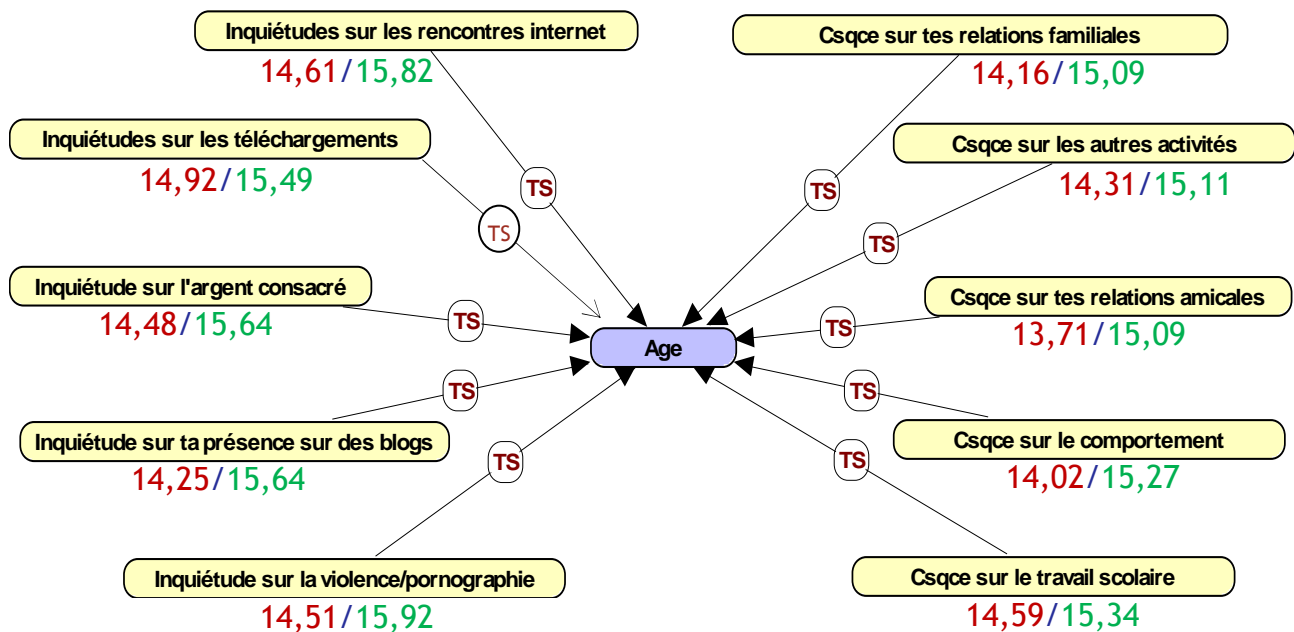 Inquiétudes sur les rencontres internet
14,61/15,82
Csqce sur tes relations familiales
14,16/15,09
Inquiétudes sur les téléchargements
14,92/15,49
Csqce sur les autres activités
14,31/15,11
TS
TS
TS
TS
Inquiétude sur l'argent consacré
14,48/15,64
Csqce sur tes relations amicales
13,71/15,09
TS
TS
Age
TS
TS
Inquiétude sur ta présence sur des blogs
14,25/15,64
Csqce sur le comportement
14,02/15,27
TS
TS
Inquiétude sur la violence/pornographie
14,51/15,92
Csqce sur le travail scolaire
14,59/15,34